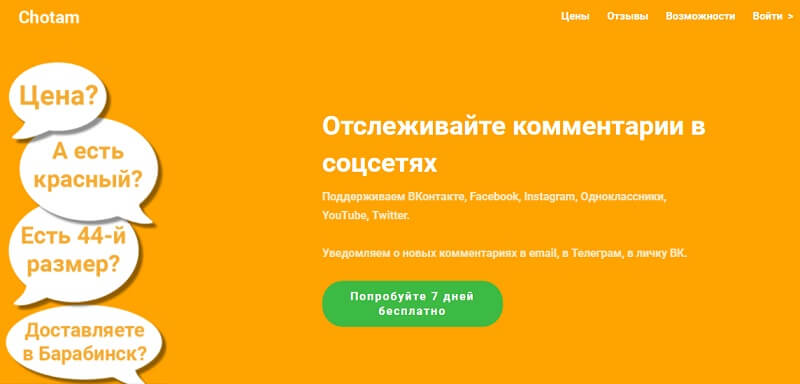 Chotam
Цены Отзывы Возможности Войти >
Цена?
А есть
красный?
Есть 44-й
размер?
Доставляете
в Барабинск?
Отслеживайте комментарии в
соцсетях
Поддерживаем ВКонтакте, Facebook, Instagram, Одноклассники,
YouTube, Twitter.
Уведомляем о новых комментариях в email, в Телеграм, в личку ВК.
Попробуйте 7 дней
бесплатно